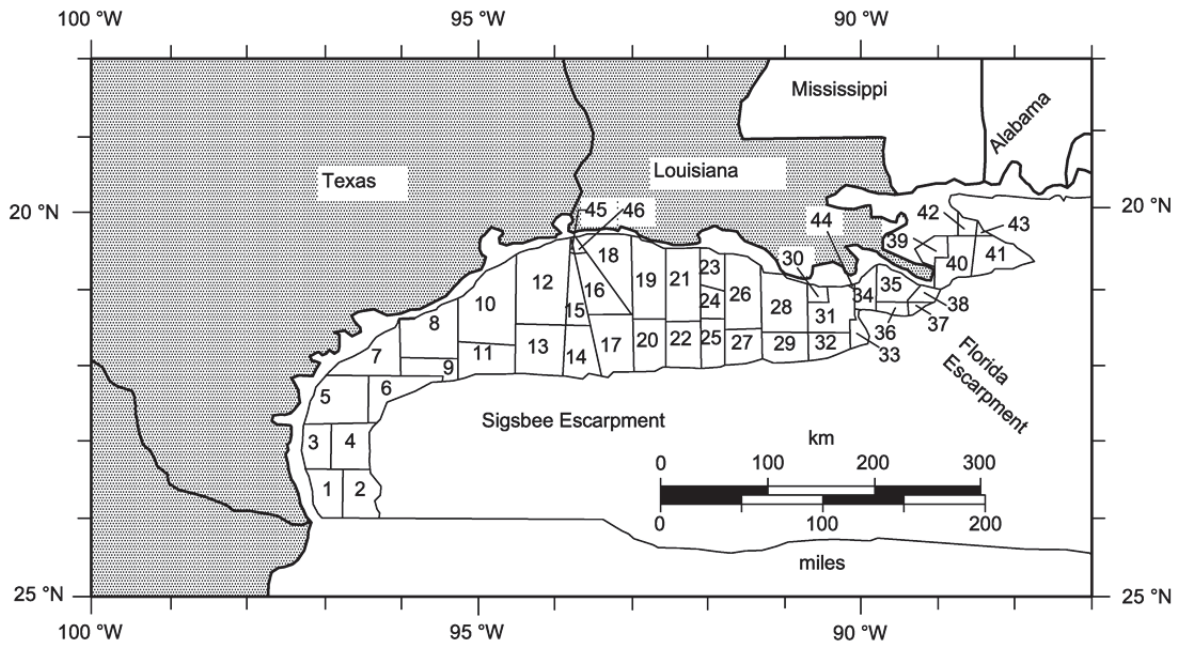 100 °W 95 °W 90 °W
Mississippi
Alabama
Texas
Louisiana
20 °N
20 °N
45 46
44
42
43
39
40 41
30
18
12
16
19
21
23
24
26
28
31
34
35
38
37
36
10
15
8
13
14
17
20
22
25
27
29
32
33
7
11
9
6
5
3 4
1 2
Florida
Escarpment
Sigsbee Escarpment
km
0 100 200 300
0 100 200
miles
25 °N
25 °N
100 °W 95 °W 90 °W